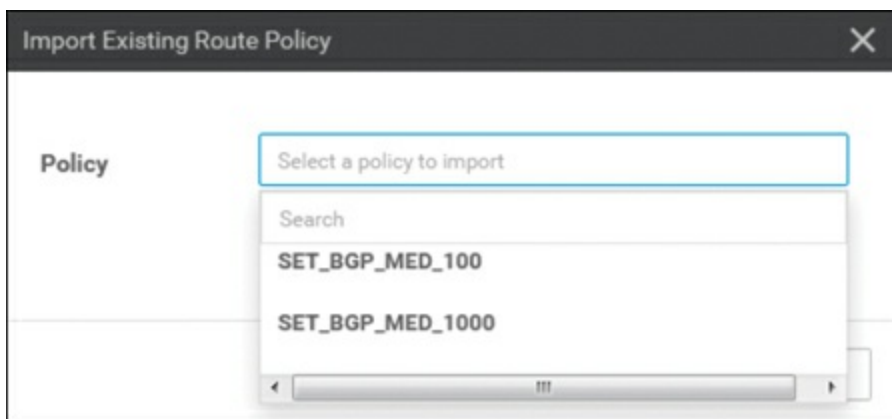 Import Existing Route Policy
Policy
Select a policy to import
Search
SET_BGP_MED_100
SET_BGP_MED_1000